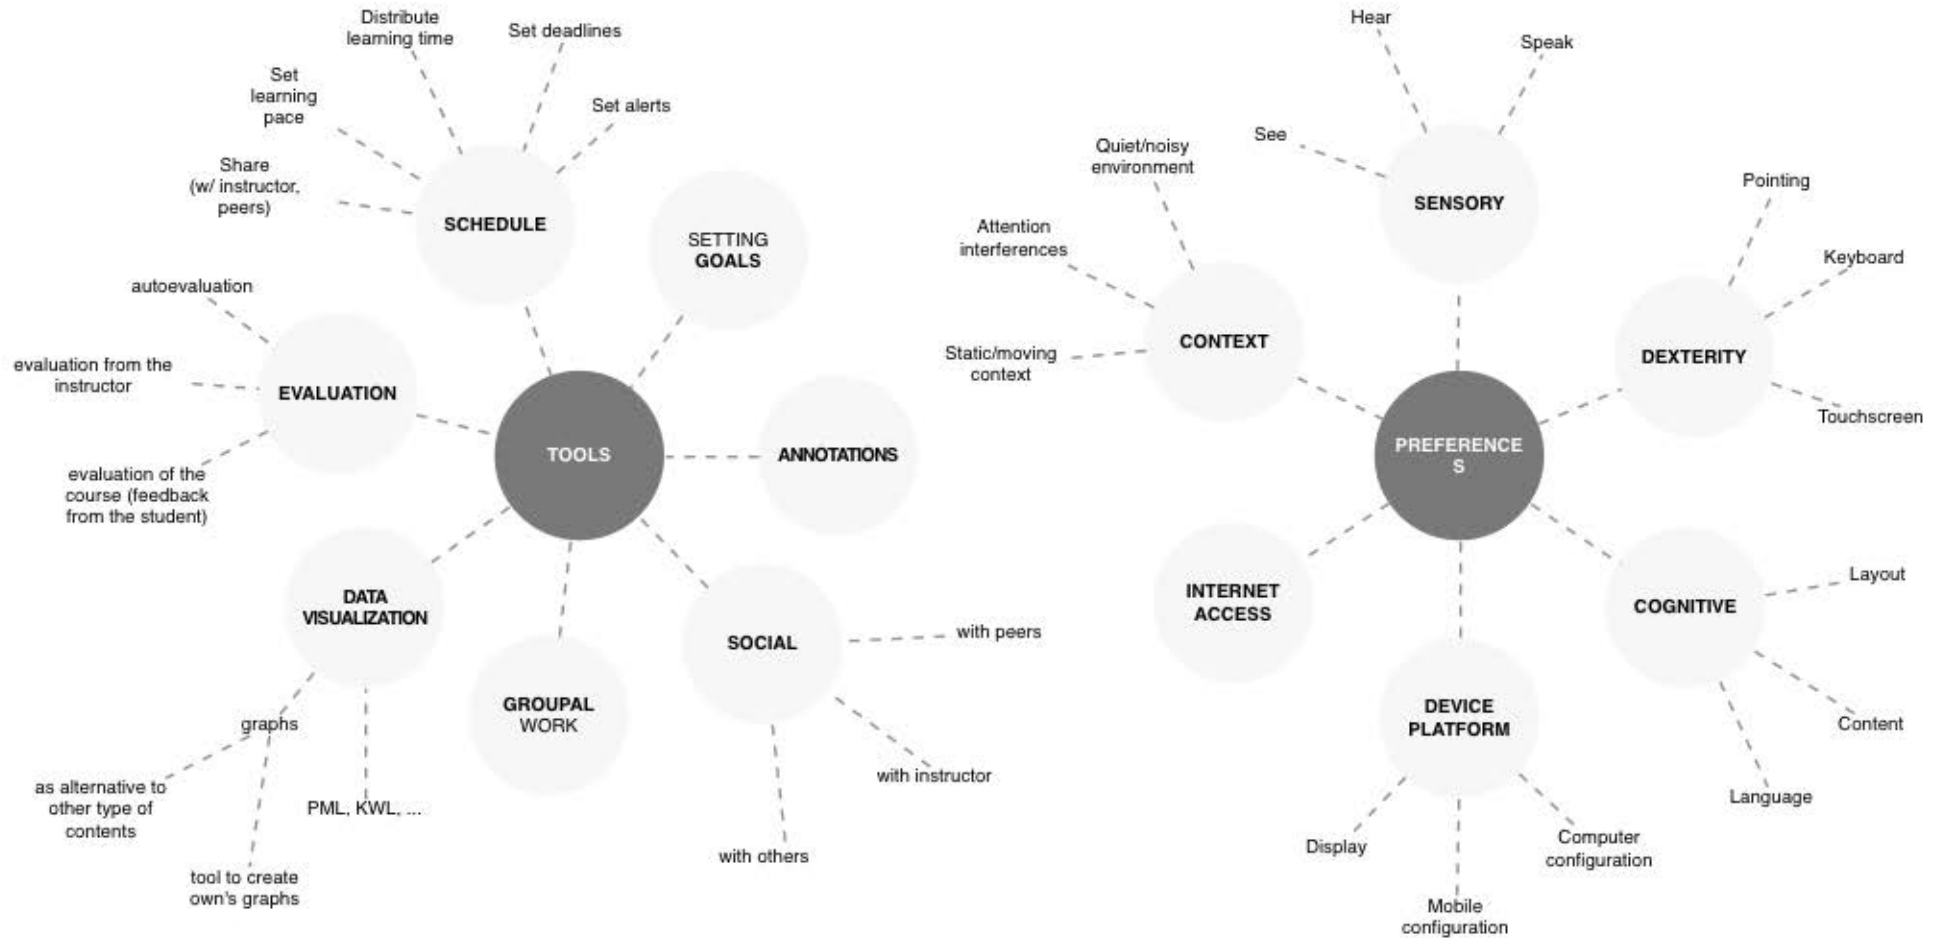 Distribute
learning time
Set deadlines
Set
learning
pace
Set alerts
Share
(w/ instructor,
peers)
SCHEDULE
SETTING
GOALS
autoevaluation
evaluation from the
instructor
EVALUATION
evaluation of the
course (feedback
from the student)
TOOLS
ANNOTATIONS
DATA
VISUALIZATION
graphs
as alternative to
other type of
contents
PML, KWL, ...
tool to create
own's graphs
GROUPAL
WORK
SOCIAL
with peers
with instructor
with others
Hear
Speak
See
SENSORY
Quiet/noisy
environment
Attention
interferences
Static/moving
context
CONTEXT
Pointing
Keyboard
DEXTERITY
Touchscreen
PREFERENCE
S
INTERNET
ACCESS
COGNITIVE
Layout
Content
Language
DEVICE
PLATFORM
Display
Computer
configuration
Mobile
configuration